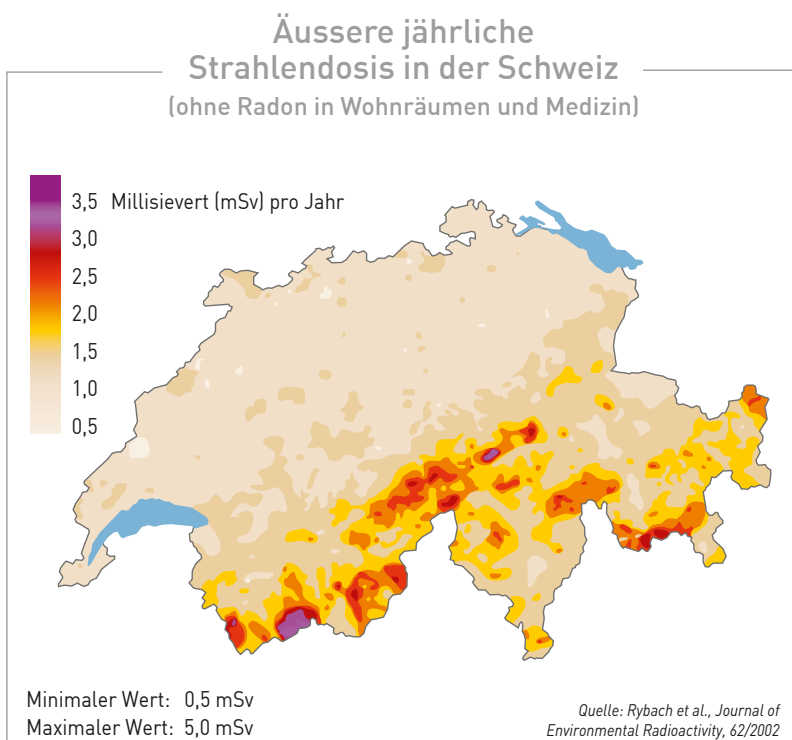 Äussere jährliche
Strahlendosis in der Schweiz
(ohne Radon in Wohnräumen und Medizin)
3,5 Millisievert (mSv) pro Jahr
3,0
2,5
2,0
1,5
1,0
0,5
Minimaler Wert: 0,5 mSv
Maximaler Wert: 5,0 mSv
Quelle: Rybach et al., Journal of
Environmental Radioactivity, 62/2002